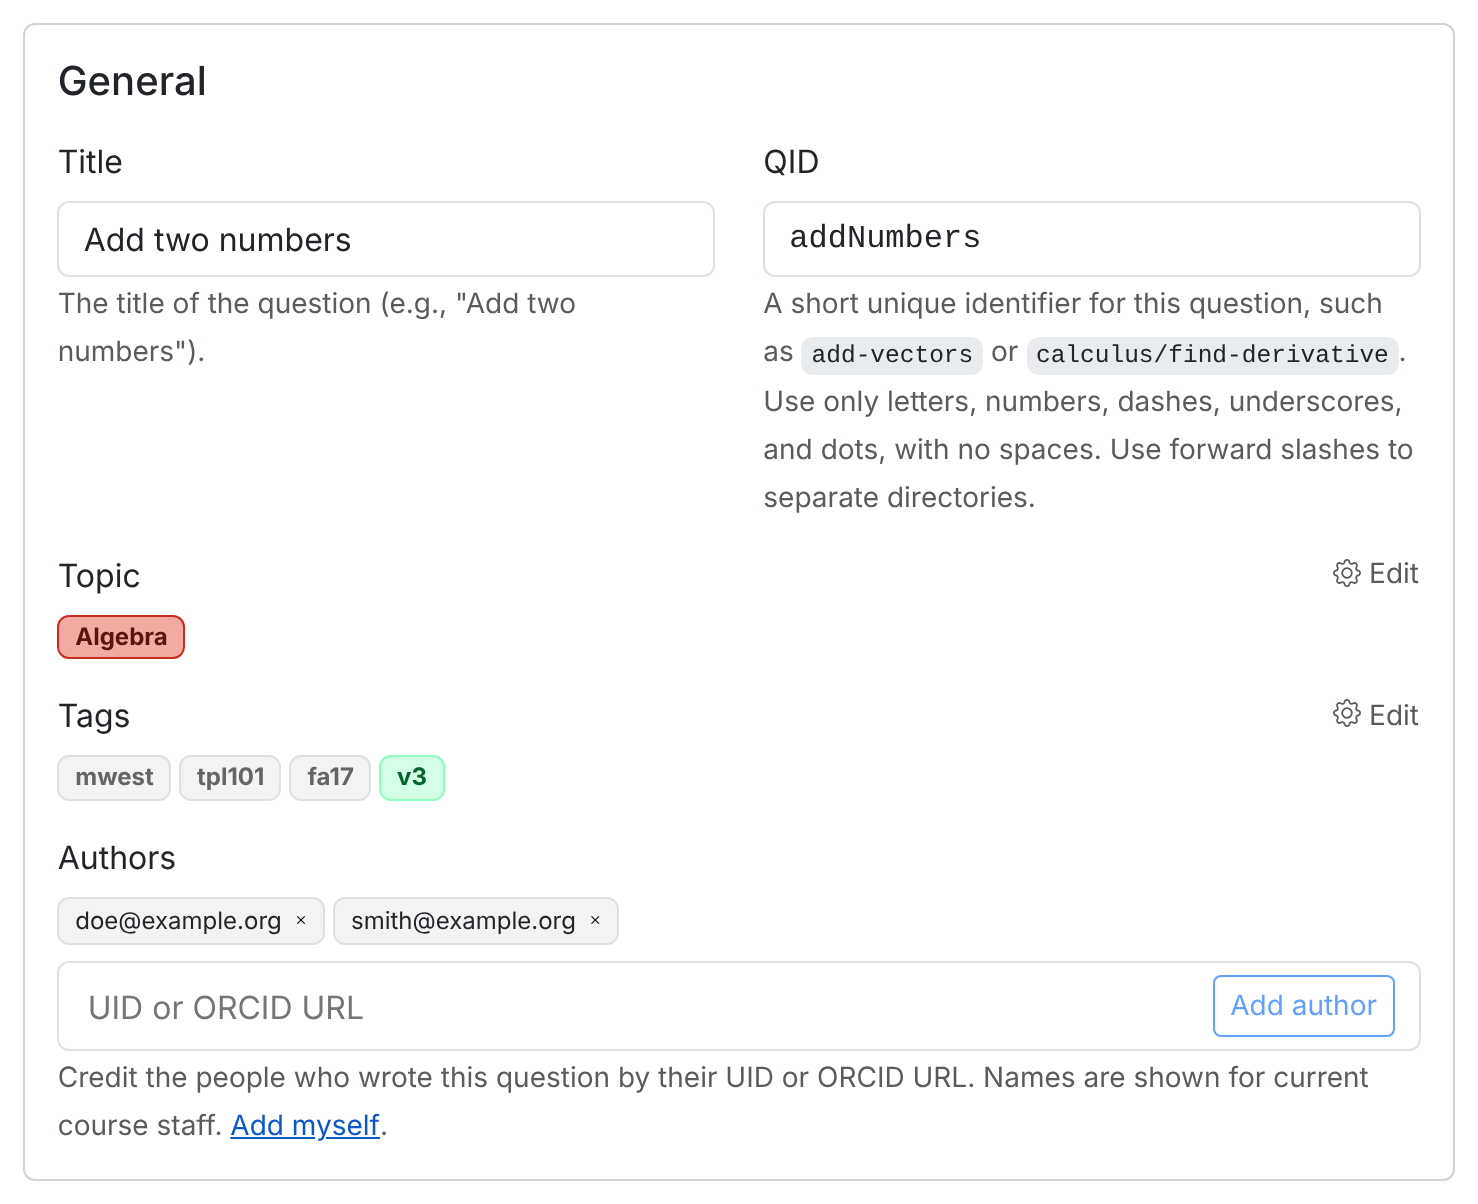 General
Title
Add two numbers
The title of the question (e.g., "Add two
numbers").
QID
addNumbers
A short unique identifier for this question, such
as add-vectors or calculus/find-derivative.
Use only letters, numbers, dashes, underscores,
and dots, with no spaces. Use forward slashes to
separate directories.
Topic
Edit
Algebra
Tags
Edit
mwest tpl101 fa17 v3
Authors
doe@example.org × smith@example.org ×
UID or ORCID URL
Add author
Credit the people who wrote this question by their UID or ORCID URL. Names are shown for current
course staff. Add myself.